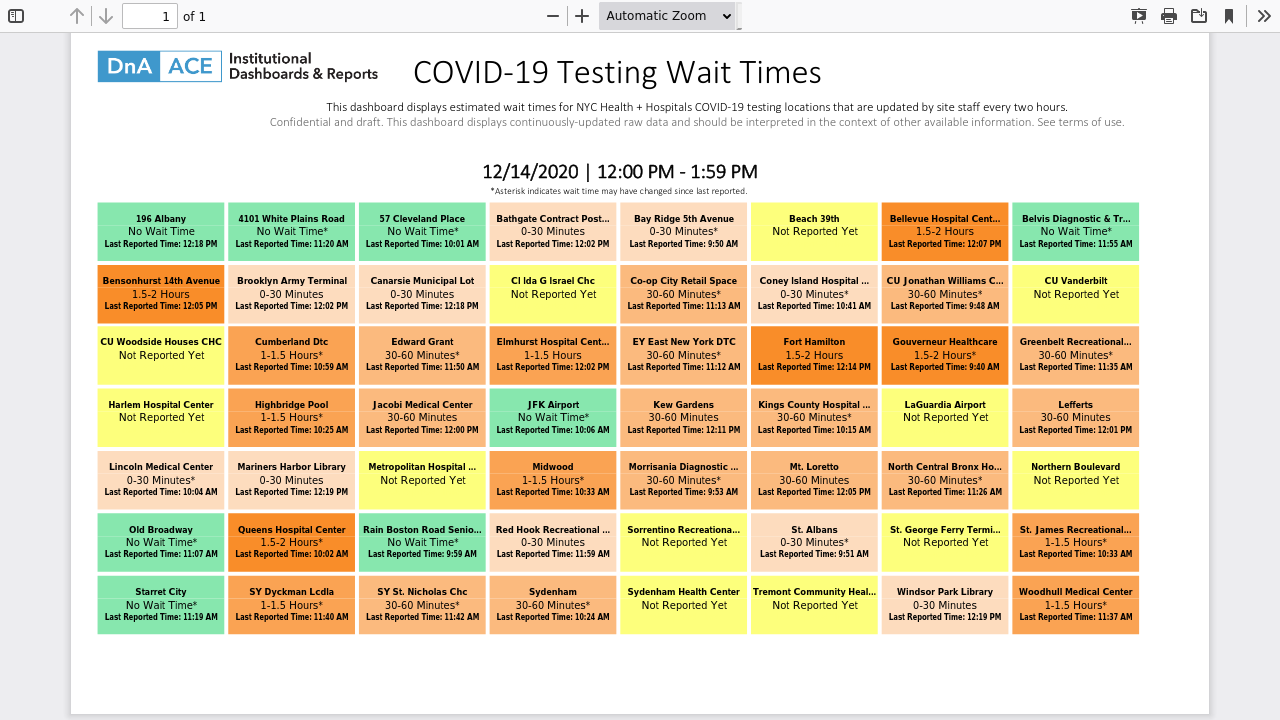 1 of 1
Automatic Zoom
DnA ACE Institutional
Dashboards & Reports
COVID-19 Testing Wait Times
This dashboard displays estimated wait times for NYC Health + Hospitals COVID-19 testing locations that are updated by site staff every two hours.
Confidential and draft. This dashboard displays continuously-updated raw data and should be interpreted in the context of other available information. See terms of use.
12/14/2020 | 12:00 PM - 1:59 PM
*Asterisk indicates wait time may have changed since last reported.
196 Albany
No Wait Time
Last Reported Time: 12:18 PM
4101 White Plains Road
No Wait Time*
Last Reported Time: 11:20 AM
57 Cleveland Place
No Wait Time*
Last Reported Time: 10:01 AM
Bathgate Contract Post...
0-30 Minutes
Last Reported Time: 12:02 PM
Bay Ridge 5th Avenue
0-30 Minutes*
Last Reported Time: 9:50 AM
Beach 39th
Not Reported Yet
Bellevue Hospital Cent...
1.5-2 Hours
Last Reported Time: 12:07 PM
Belvis Diagnostic & Tr...
No Wait Time*
Last Reported Time: 11:55 AM
Bensonhurst 14th Avenue
1.5-2 Hours
Last Reported Time: 12:05 PM
Brooklyn Army Terminal
0-30 Minutes
Last Reported Time: 12:02 PM
Canarsie Municipal Lot
0-30 Minutes
Last Reported Time: 12:18 PM
CI Ida G Israel Chc
Not Reported Yet
Co-op City Retail Space
30-60 Minutes*
Last Reported Time: 11:13 AM
Coney Island Hospital ...
0-30 Minutes*
Last Reported Time: 10:41 AM
CU Jonathan Williams C...
30-60 Minutes*
Last Reported Time: 9:48 AM
CU Vanderbilt
Not Reported Yet
CU Woodside Houses CHC
Not Reported Yet
Cumberland Dtc
1-1.5 Hours*
Last Reported Time: 10:59 AM
Edward Grant
30-60 Minutes*
Last Reported Time: 11:50 AM
Elmhurst Hospital Cent...
1-1.5 Hours
Last Reported Time: 12:02 PM
EY East New York DTC
30-60 Minutes*
Last Reported Time: 11:12 AM
Fort Hamilton
1.5-2 Hours
Last Reported Time: 12:14 PM
Gouverneur Healthcare
1.5-2 Hours*
Last Reported Time: 9:40 AM
Greenbelt Recreational...
30-60 Minutes*
Last Reported Time: 11:35 AM
Harlem Hospital Center
Not Reported Yet
Highbridge Pool
1-1.5 Hours*
Last Reported Time: 10:25 AM
Jacobi Medical Center
30-60 Minutes
Last Reported Time: 12:00 PM
JFK Airport
No Wait Time*
Last Reported Time: 10:06 AM
Kew Gardens
30-60 Minutes
Last Reported Time: 12:11 PM
Kings County Hospital ...
30-60 Minutes*
Last Reported Time: 10:15 AM
LaGuardia Airport
Not Reported Yet
Lefferts
30-60 Minutes
Last Reported Time: 12:01 PM
Lincoln Medical Center
0-30 Minutes*
Last Reported Time: 10:04 AM
Mariners Harbor Library
0-30 Minutes
Last Reported Time: 12:19 PM
Metropolitan Hospital ...
Not Reported Yet
Midwood
1-1.5 Hours*
Last Reported Time: 10:33 AM
Morrisania Diagnostic ...
30-60 Minutes*
Last Reported Time: 9:53 AM
Mt. Loretto
30-60 Minutes
Last Reported Time: 12:05 PM
North Central Bronx Ho...
30-60 Minutes*
Last Reported Time: 11:26 AM
Northern Boulevard
Not Reported Yet
Old Broadway
No Wait Time*
Last Reported Time: 11:07 AM
Queens Hospital Center
1.5-2 Hours*
Last Reported Time: 10:02 AM
Rain Boston Road Senio...
No Wait Time*
Last Reported Time: 9:59 AM
Red Hook Recreational ...
0-30 Minutes
Last Reported Time: 11:59 AM
Sorrentino Recreationa...
Not Reported Yet
St. Albans
0-30 Minutes*
Last Reported Time: 9:51 AM
St. George Ferry Termi...
Not Reported Yet
St. James Recreational...
1-1.5 Hours*
Last Reported Time: 10:33 AM
Starret City
No Wait Time*
Last Reported Time: 11:19 AM
SY Dyckman Lcdla
1-1.5 Hours*
Last Reported Time: 11:40 AM
SY St. Nicholas Chc
30-60 Minutes*
Last Reported Time: 11:42 AM
Sydenham
30-60 Minutes*
Last Reported Time: 10:24 AM
Sydenham Health Center
Not Reported Yet
Tremont Community Heal...
Not Reported Yet
Windsor Park Library
0-30 Minutes
Last Reported Time: 12:19 PM
Woodhull Medical Center
1-1.5 Hours*
Last Reported Time: 11:37 AM